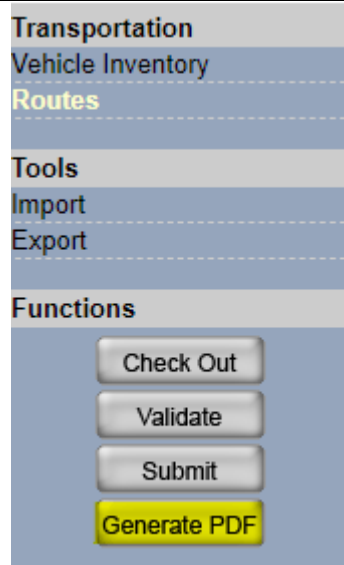 Transportation
Vehicle Inventory
Routes
Tools
Import
Export
Functions
Check Out
Validate
Submit
Generate PDF